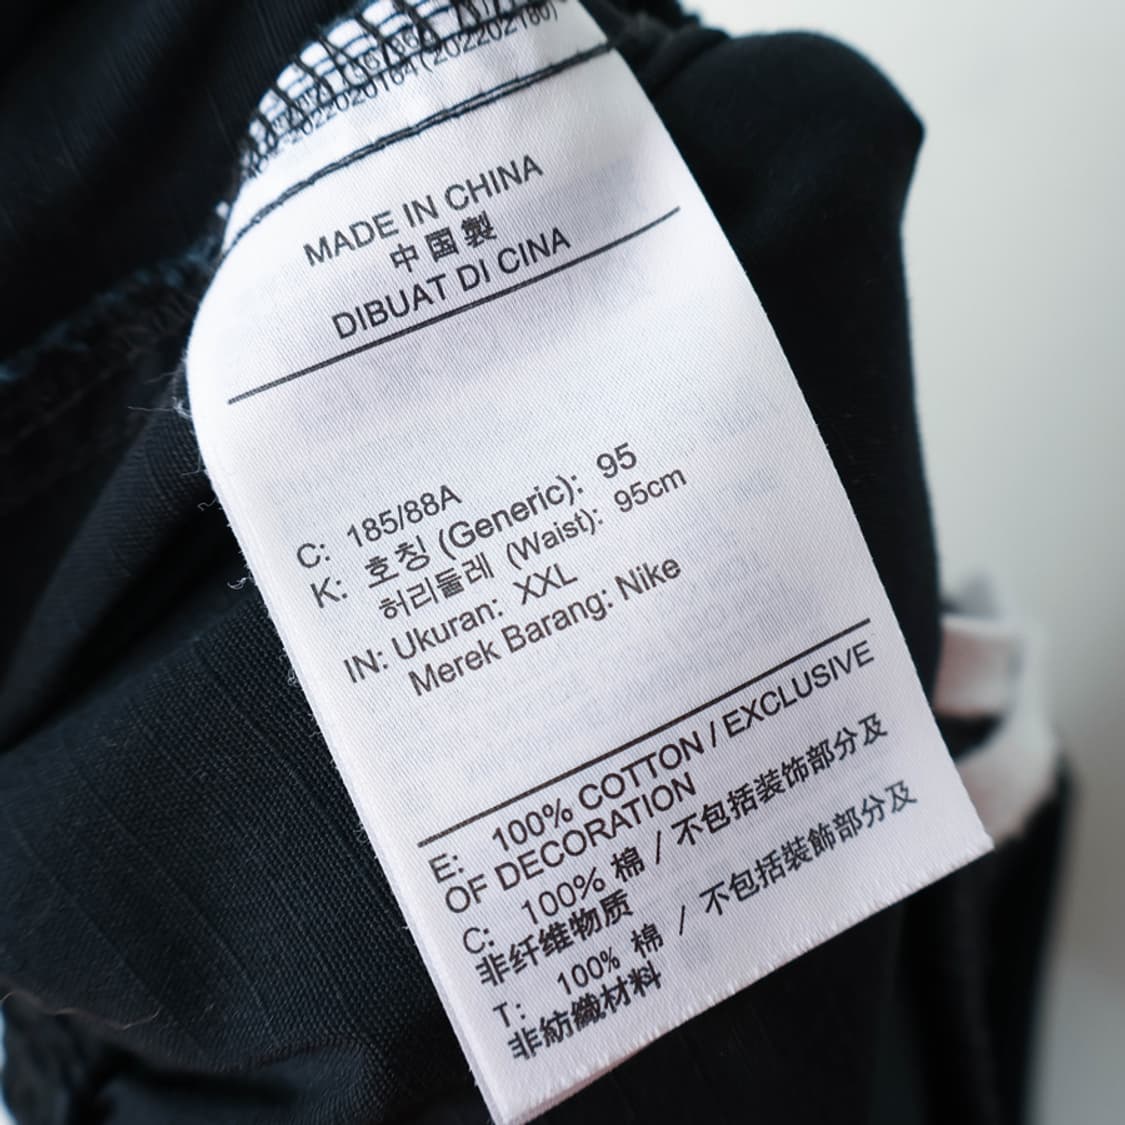 2022020164(202202180)
MADE IN CHINA
中国製
DIBUAT DI CINA
C: 185/88A
K: 호칭 (Generic): 95
허리둘레 (Waist): 95cm
IN: Ukuran: XXL
Merek Barang: Nike
E: 100% COTTON / EXCLUSIVE
OF DECORATION
C: 100% 棉 / 不包括装饰部分及
非纤维物质
T: 100% 棉 / 不包括裝飾部分及
非紡織材料